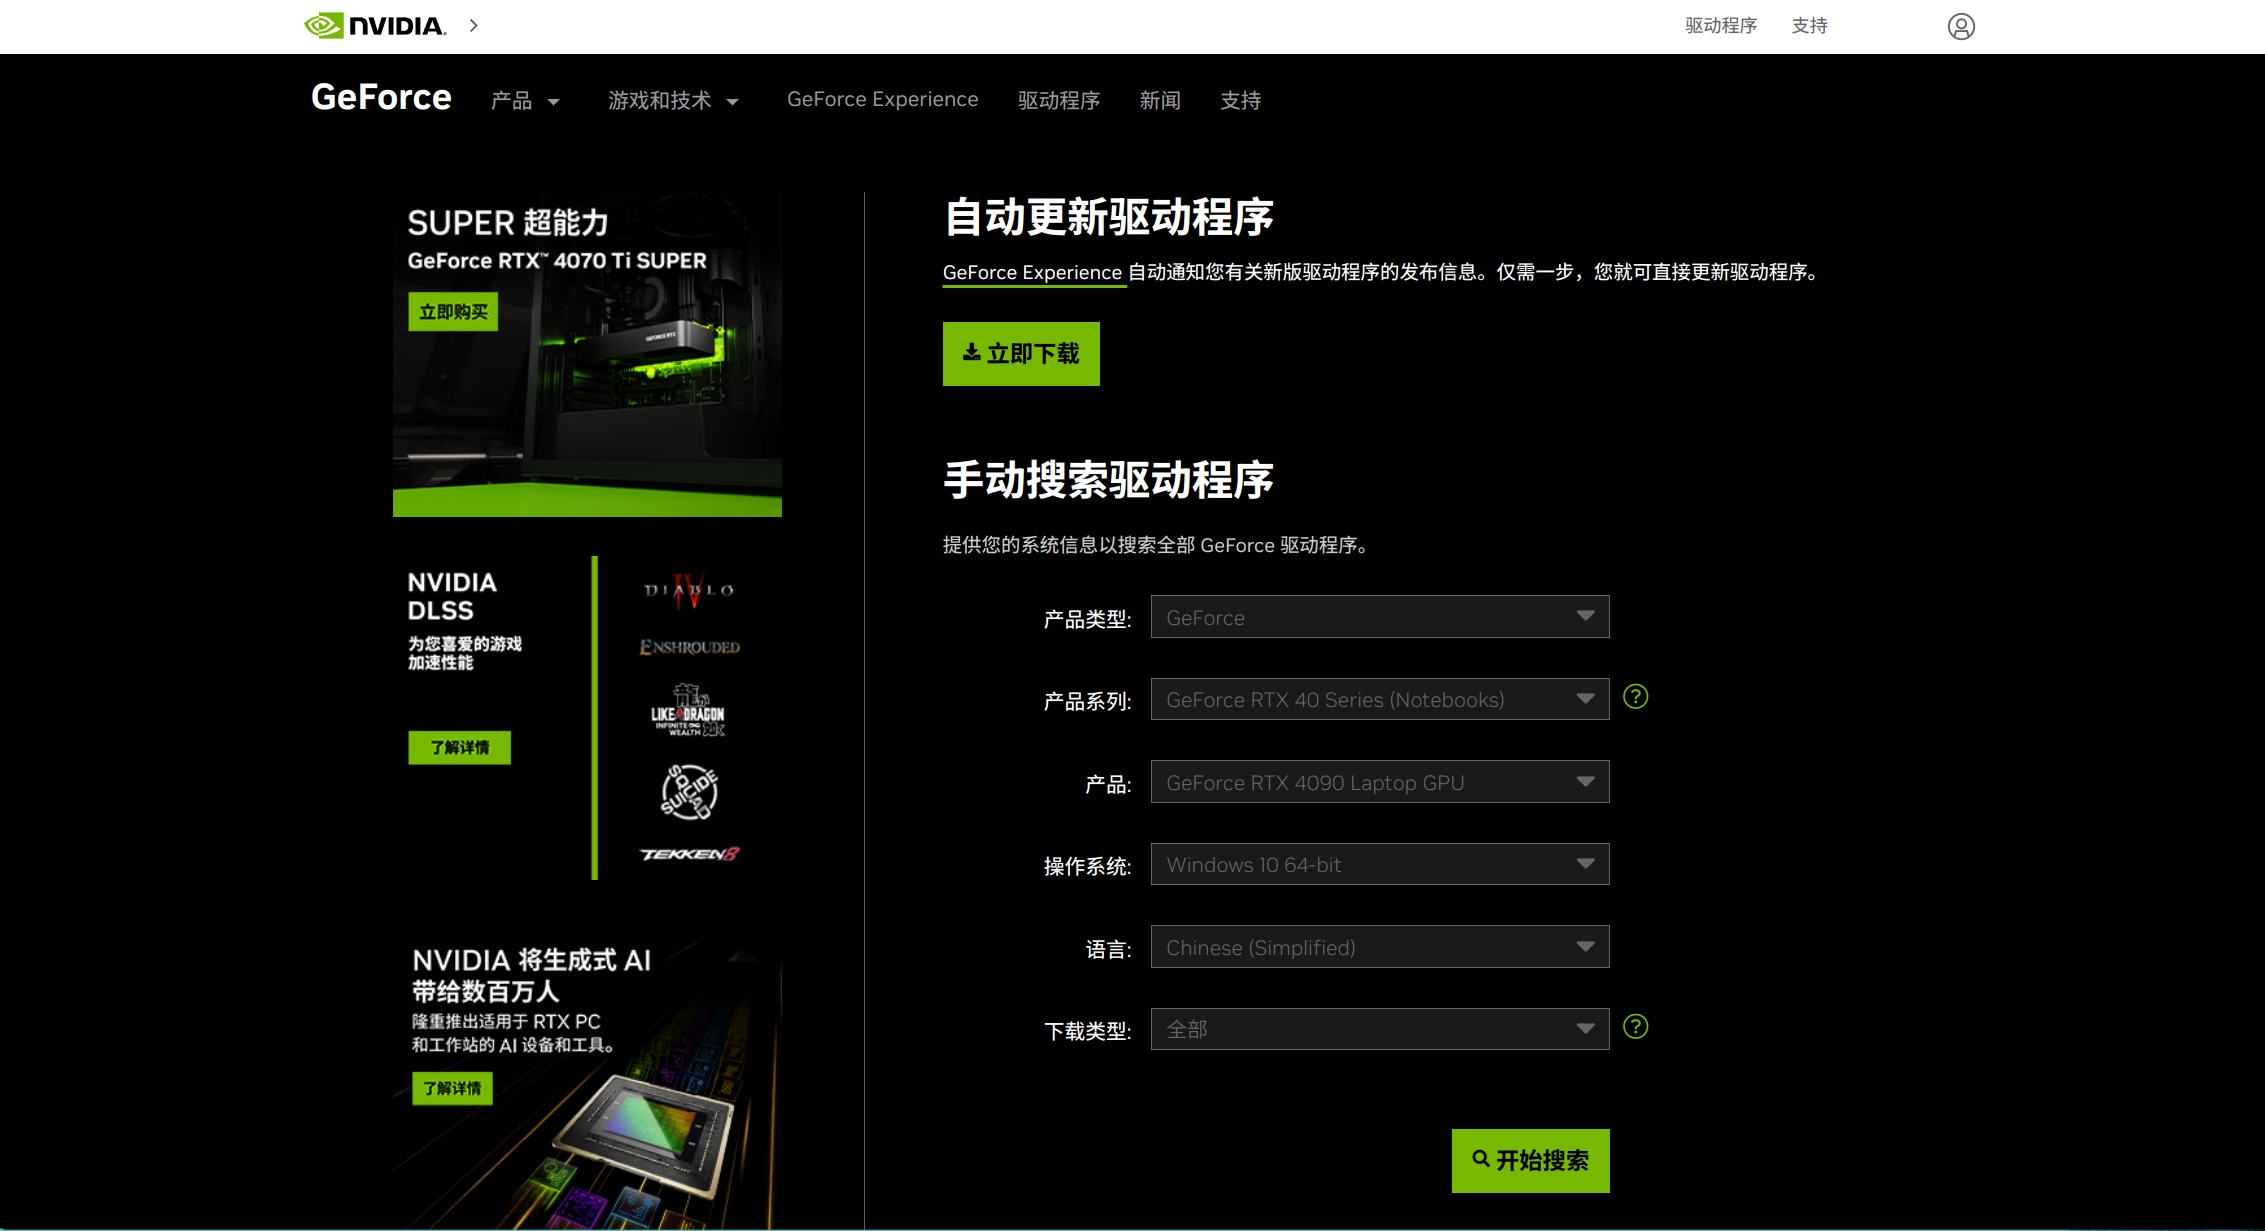 NVIDIA.
驱动程序
支持
GeForce
产品
游戏和技术
GeForce Experience
驱动程序
新闻
支持
SUPER 超能力
GeForce RTX™ 4070 Ti SUPER
立即购买
GEFORCE RTX
NVIDIA
DLSS
为您喜爱的游戏
加速性能
了解详情
DIABLO
IV
ENSHROUDED
龍が
LIKE A DRAGON
INFINITE
WEALTH
SUICIDE
SQUAD
TEKKEN 8
NVIDIA 将生成式 AI
带给数百万人
隆重推出适用于 RTX PC
和工作站的 AI 设备和工具。
了解详情
自动更新驱动程序
GeForce Experience 自动通知您有关新版驱动程序的发布信息。仅需一步，您就可直接更新驱动程序。
立即下载
手动搜索驱动程序
提供您的系统信息以搜索全部 GeForce 驱动程序。
产品类型: GeForce
产品系列: GeForce RTX 40 Series (Notebooks) ?
产品: GeForce RTX 4090 Laptop GPU
操作系统: Windows 10 64-bit
语言: Chinese (Simplified)
下载类型: 全部 ?
开始搜索